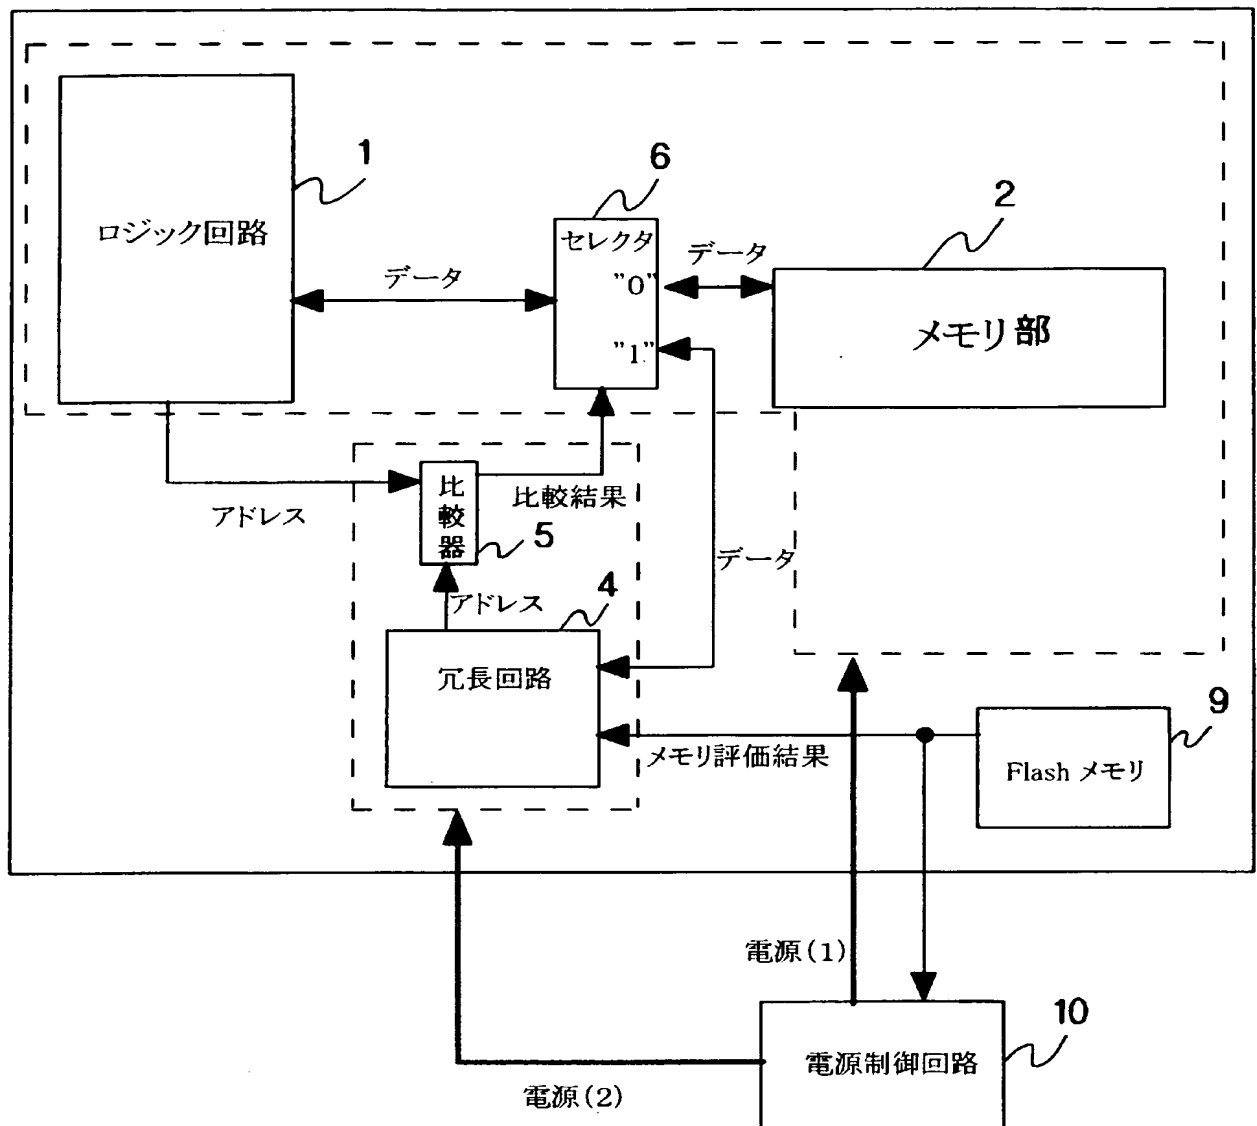 1
6
2
ロジック回路
セレクタ
データ
"0"
データ
"1"
メモリ部
アドレス
比較器
比較結果
5
データ
アドレス
4
冗長回路
9
メモリ評価結果
Flash メモリ
電源(1)
10
電源制御回路
電源(2)